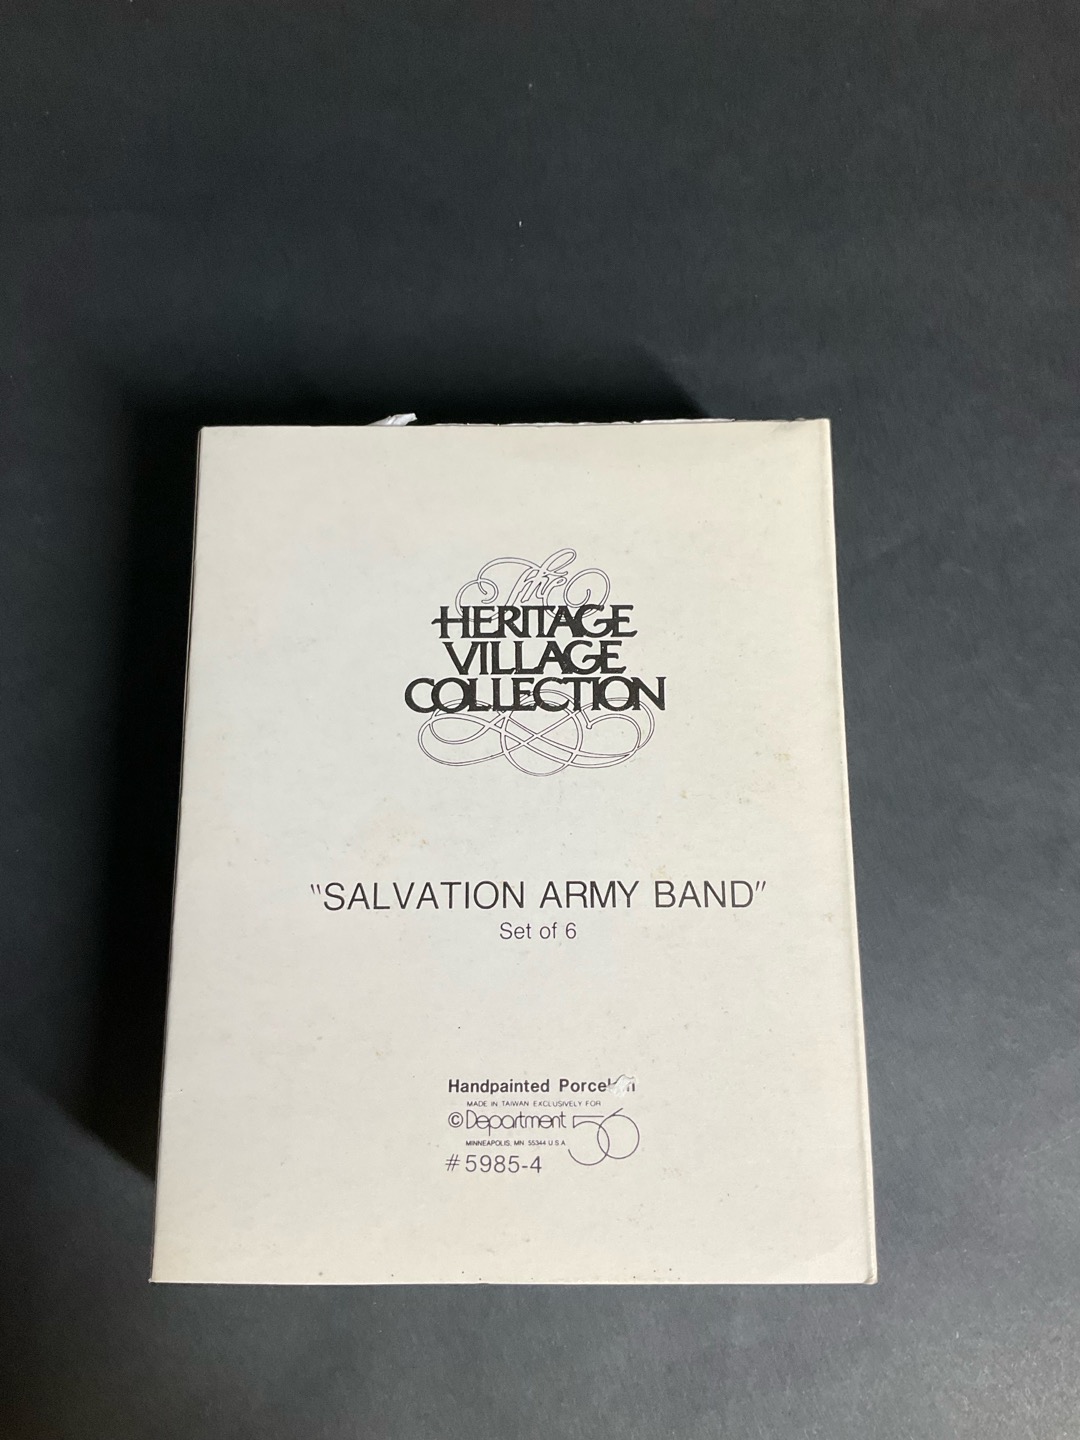 The
HERITAGE
VILLAGE
COLLECTION
"SALVATION ARMY BAND"
Set of 6
Handpainted Porcelain
MADE IN TAIWAN EXCLUSIVELY FOR
©Department 56
MINNEAPOLIS, MN. 55344 U.S.A.
#5985-4